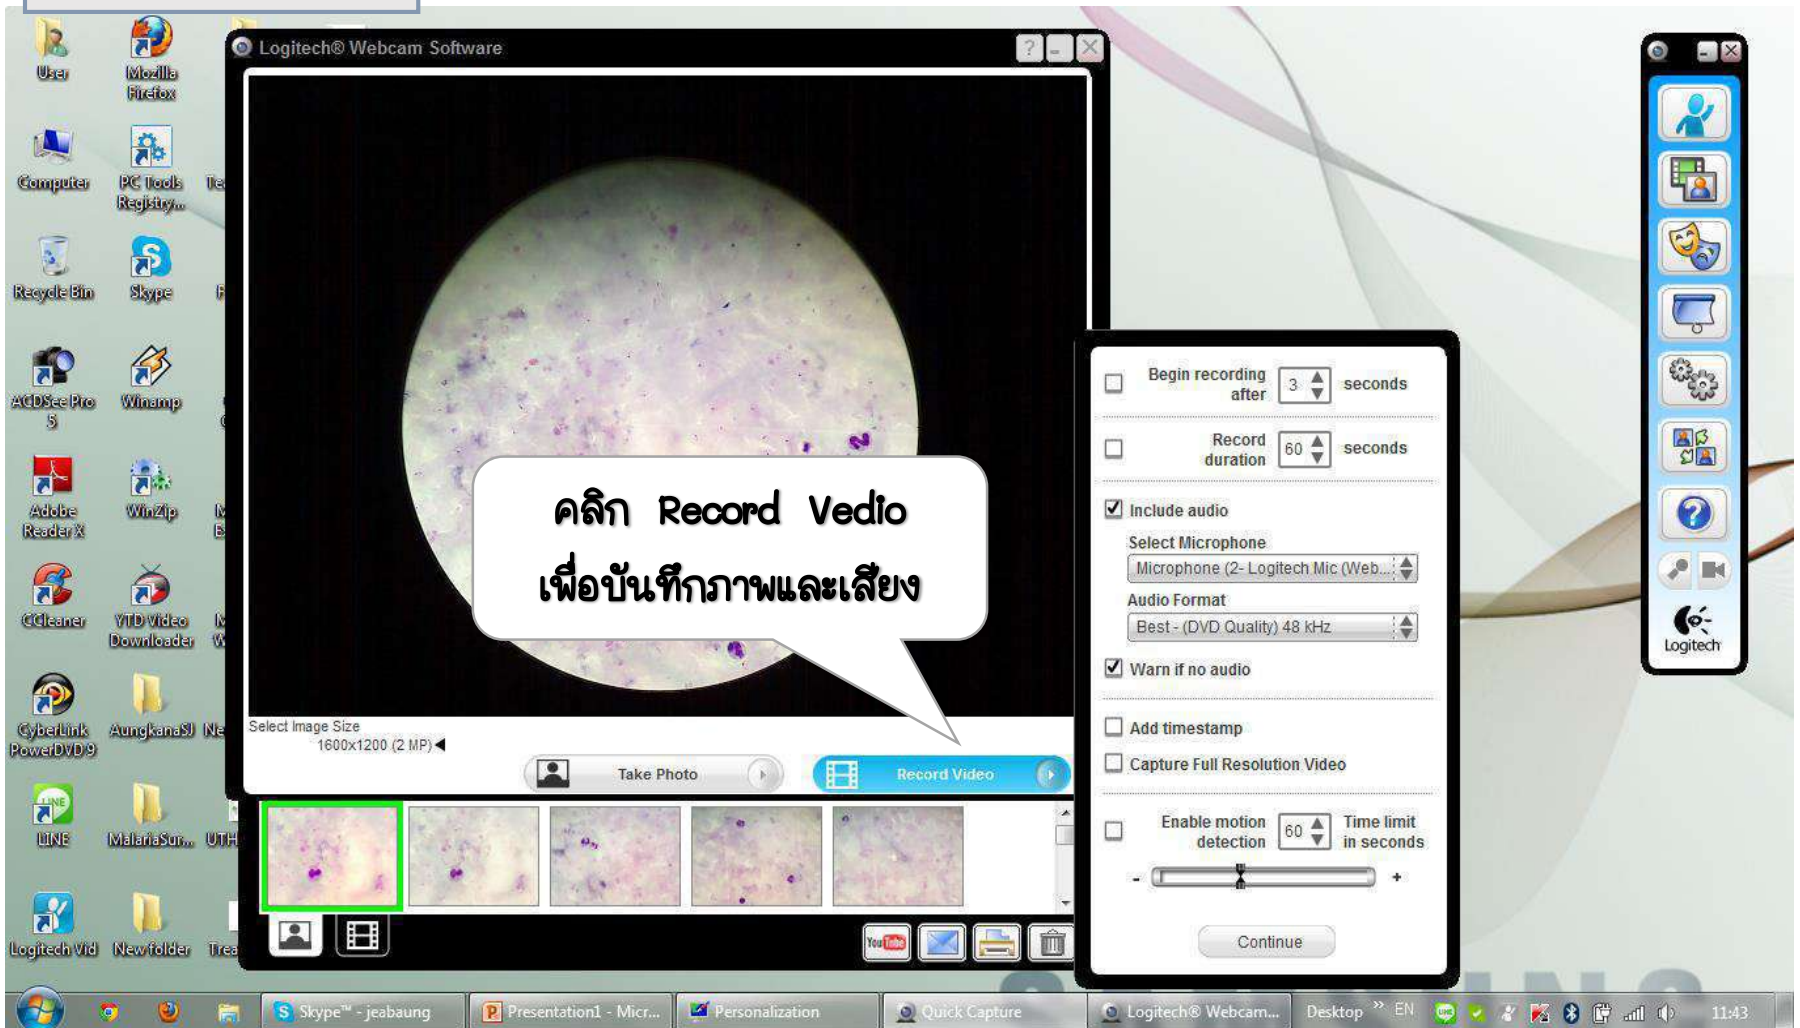 User
Mozilla
Firefox
Computer
PC Tools
Registry...
Recycle Bin
Skype
ACDSee Pro
5
Winamp
Adobe
Reader X
WinZip
CCleaner
YTD Video
Downloader
CyberLink
PowerDVD 9
AungkanaSU
Ne
LINE
MalariaSur...
UTH
Logitech Vid
New folder
Trea
Logitech® Webcam Software
คลิก Record Vedio
เพื่อบันทึกภาพและเสียง
Select Image Size
1600x1200 (2 MP)
Take Photo
Record Video
You Tube
Begin recording
after
3
seconds
Record
duration
60
seconds
Include audio
Select Microphone
Microphone (2- Logitech Mic (Web...
Audio Format
Best - (DVD Quality) 48 kHz
Warn if no audio
Add timestamp
Capture Full Resolution Video
Enable motion
detection
60
Time limit
in seconds
- +
Continue
Logitech
Skype™ - jeabaung
Presentation1 - Micr...
Personalization
Quick Capture
Logitech® Webcam...
Desktop
EN
11:43